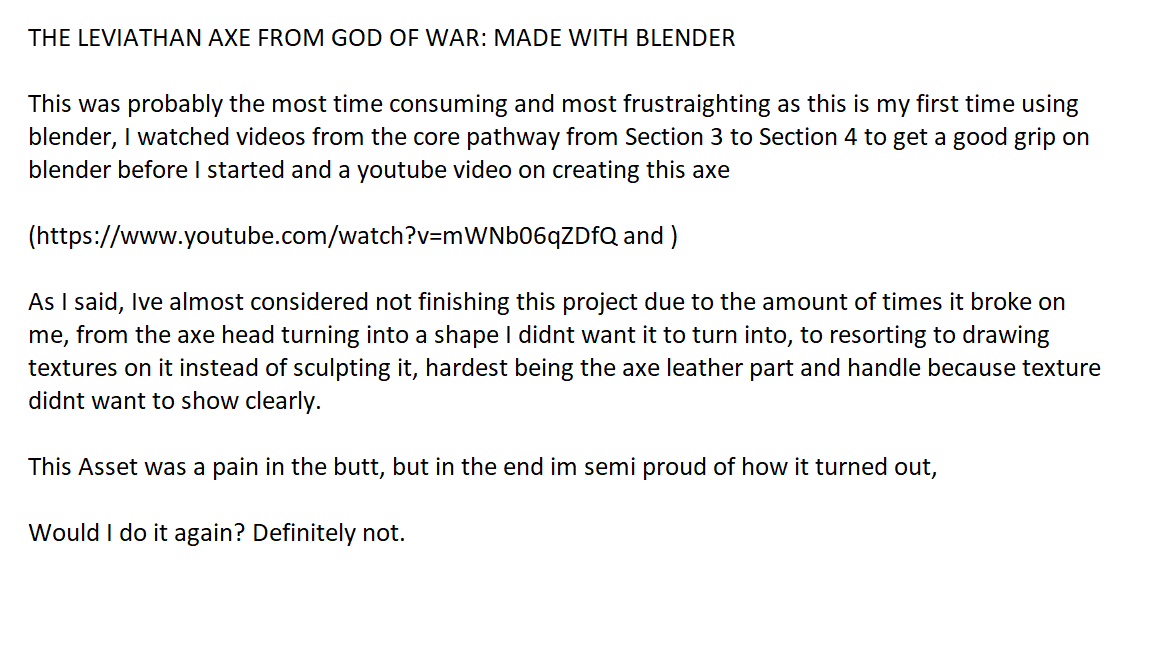 THE LEVIATHAN AXE FROM GOD OF WAR: MADE WITH BLENDER
This was probably the most time consuming and most frustraighting as this is my first time using
blender, I watched videos from the core pathway from Section 3 to Section 4 to get a good grip on
blender before I started and a youtube video on creating this axe
(https://www.youtube.com/watch?v=mWNb06qZDfQ and )
As I said, Ive almost considered not finishing this project due to the amount of times it broke on
me, from the axe head turning into a shape I didnt want it to turn into, to resorting to drawing
textures on it instead of sculpting it, hardest being the axe leather part and handle because texture
didnt want to show clearly.
This Asset was a pain in the butt, but in the end im semi proud of how it turned out,
Would I do it again? Definitely not.